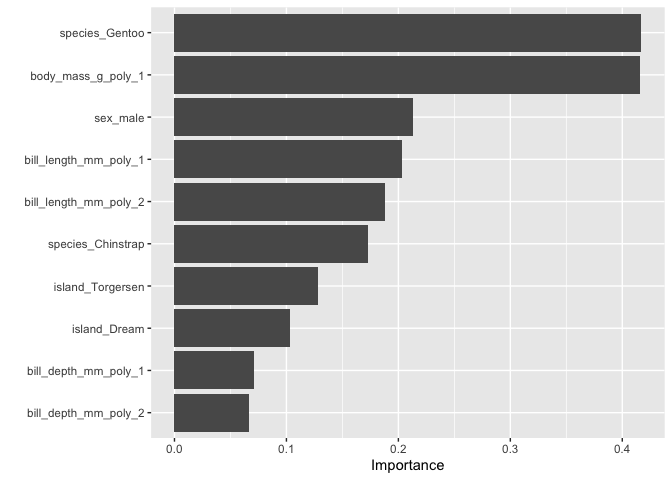 species_Gentoo
body_mass_g_poly_1
sex_male
bill_length_mm_poly_1
bill_length_mm_poly_2
species_Chinstrap
island_Torgersen
island_Dream
bill_depth_mm_poly_1
bill_depth_mm_poly_2
0.0 0.1 0.2 0.3 0.4
Importance